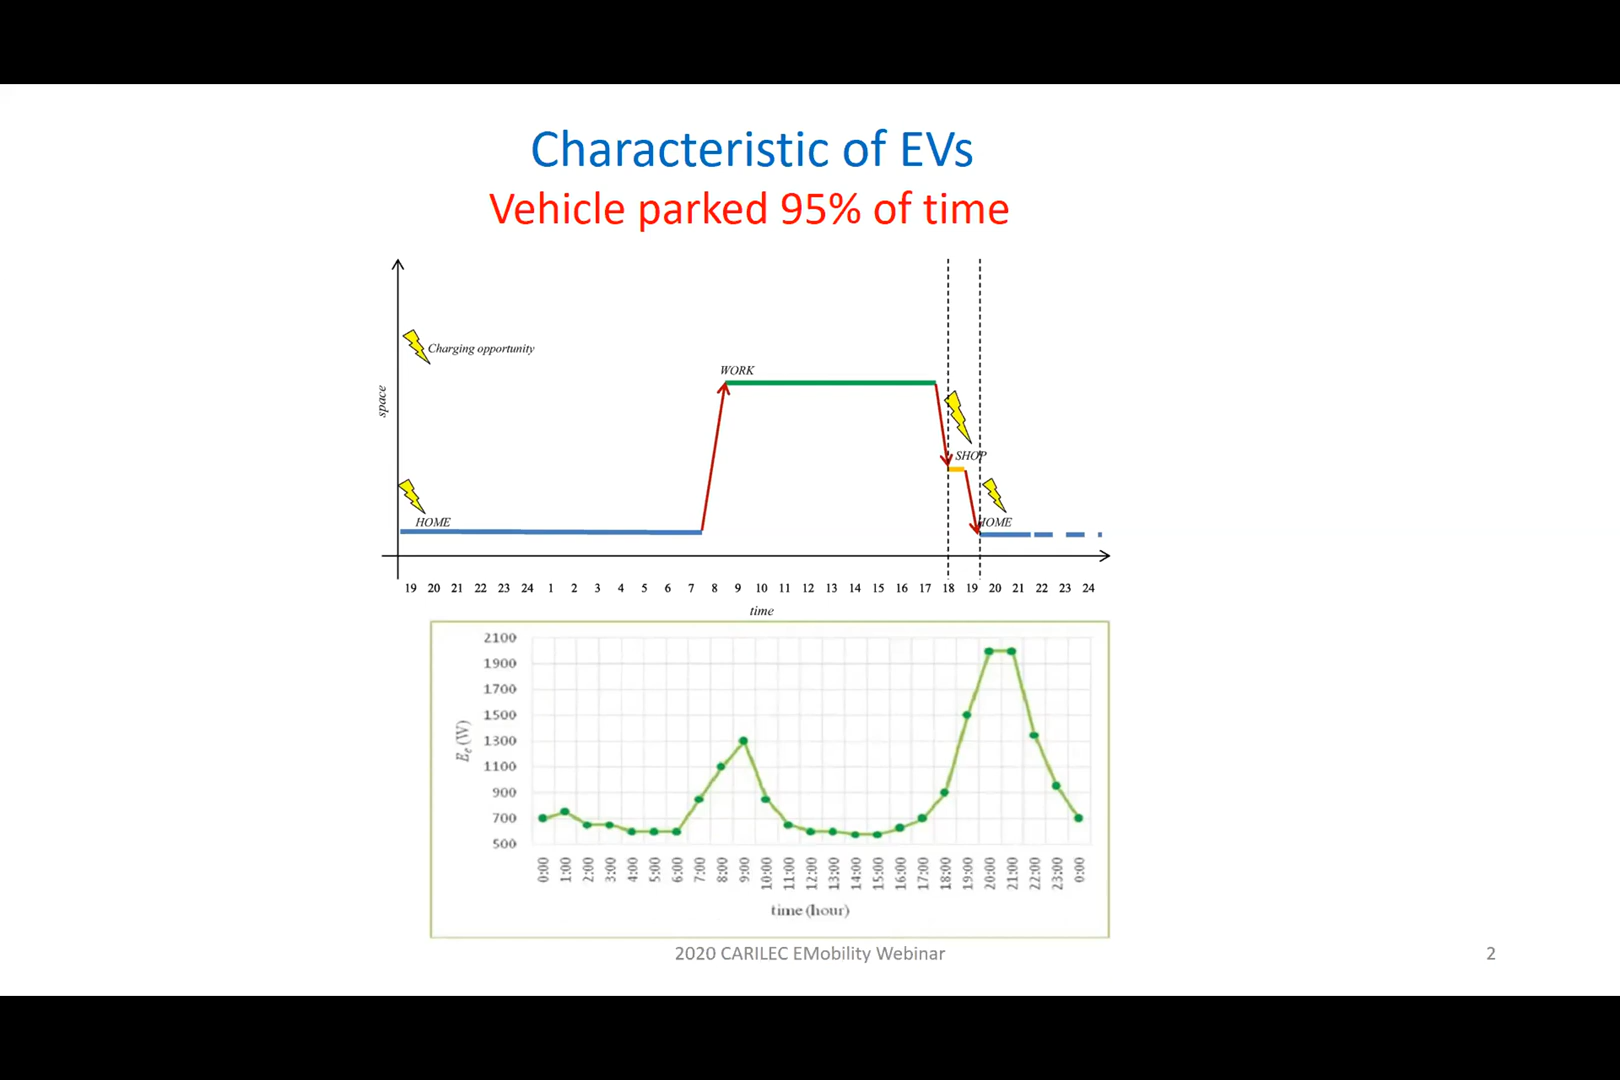 Characteristic of EVs
Vehicle parked 95% of time
Charging opportunity
space
WORK
SHOP
HOME
HOME
19 20 21 22 23 24 1 2 3 4 5 6 7 8 9 10 11 12 13 14 15 16 17 18 19 20 21 22 23 24
time
2100
1900
1700
1500
1300
1100
900
700
500
Ee (W)
0:00 1:00 2:00 3:00 4:00 5:00 6:00 7:00 8:00 9:00 10:00 11:00 12:00 13:00 14:00 15:00 16:00 17:00 18:00 19:00 20:00 21:00 22:00 23:00 0:00
time (hour)
2020 CARILEC EMobility Webinar
2